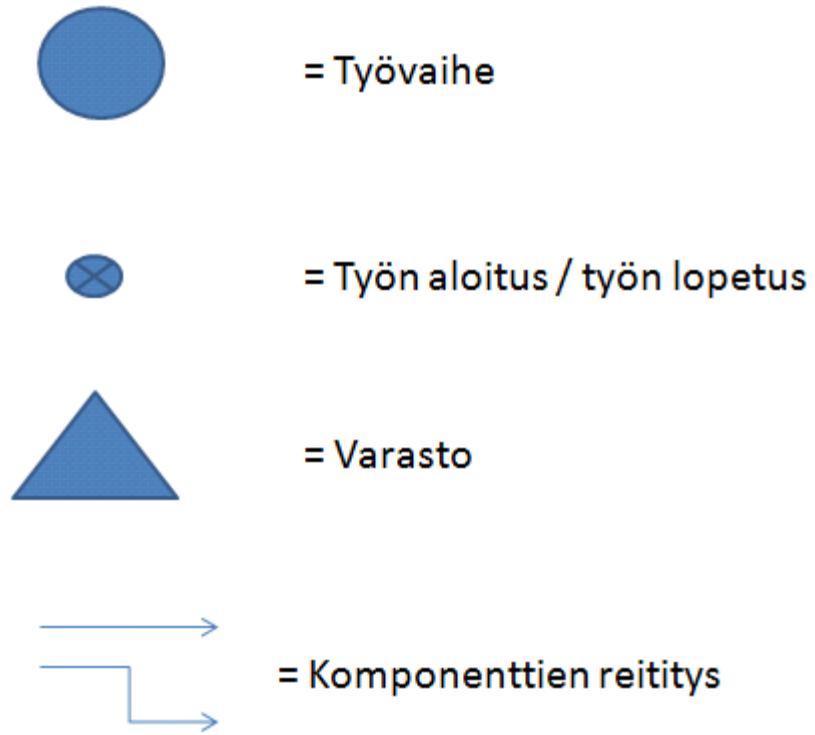 = Työvaihe
= Työn aloitus / työn lopetus
= Varasto
= Komponenttien reititys